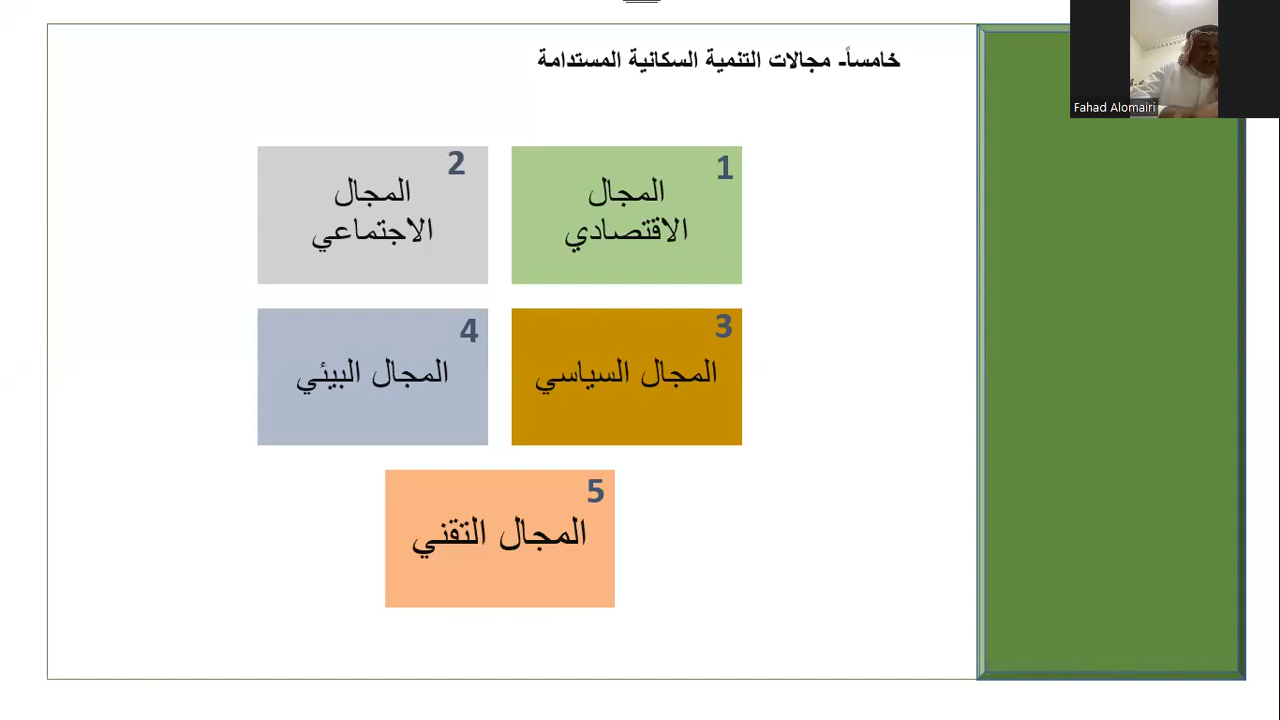 خامساً- مجالات التنمية السكانية المستدامة
Fahad Alomairi
1
المجال
الاقتصادي
2
المجال
الاجتماعي
3
المجال السياسي
4
المجال البيئي
5
المجال التقني